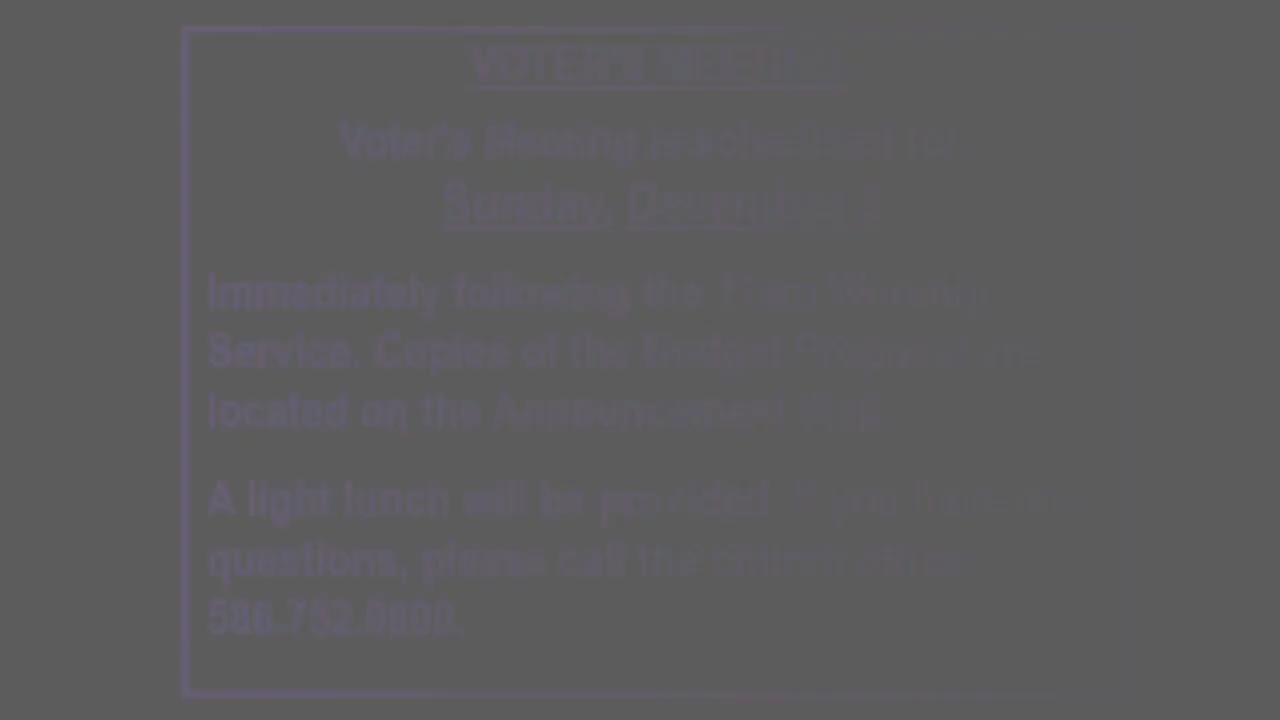 VOTER'S MEETING
Voter's Meeting is scheduled for
Sunday, December
Immediately following the Worship
Service. Copies of the Budget Proposal are
located on the Announcement
A light lunch will be provided. If you have any
questions, please call the church office